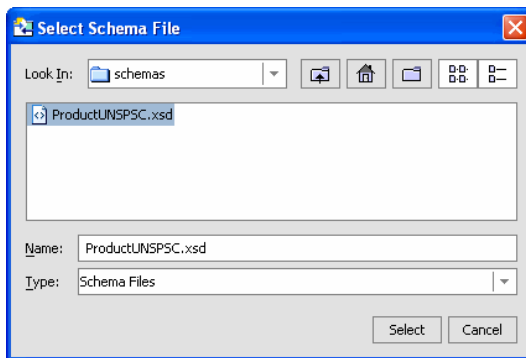 Select Schema File
Look In: schemas
ProductUNSPSC.xsd
Name: ProductUNSPSC.xsd
Type: Schema Files
Select Cancel